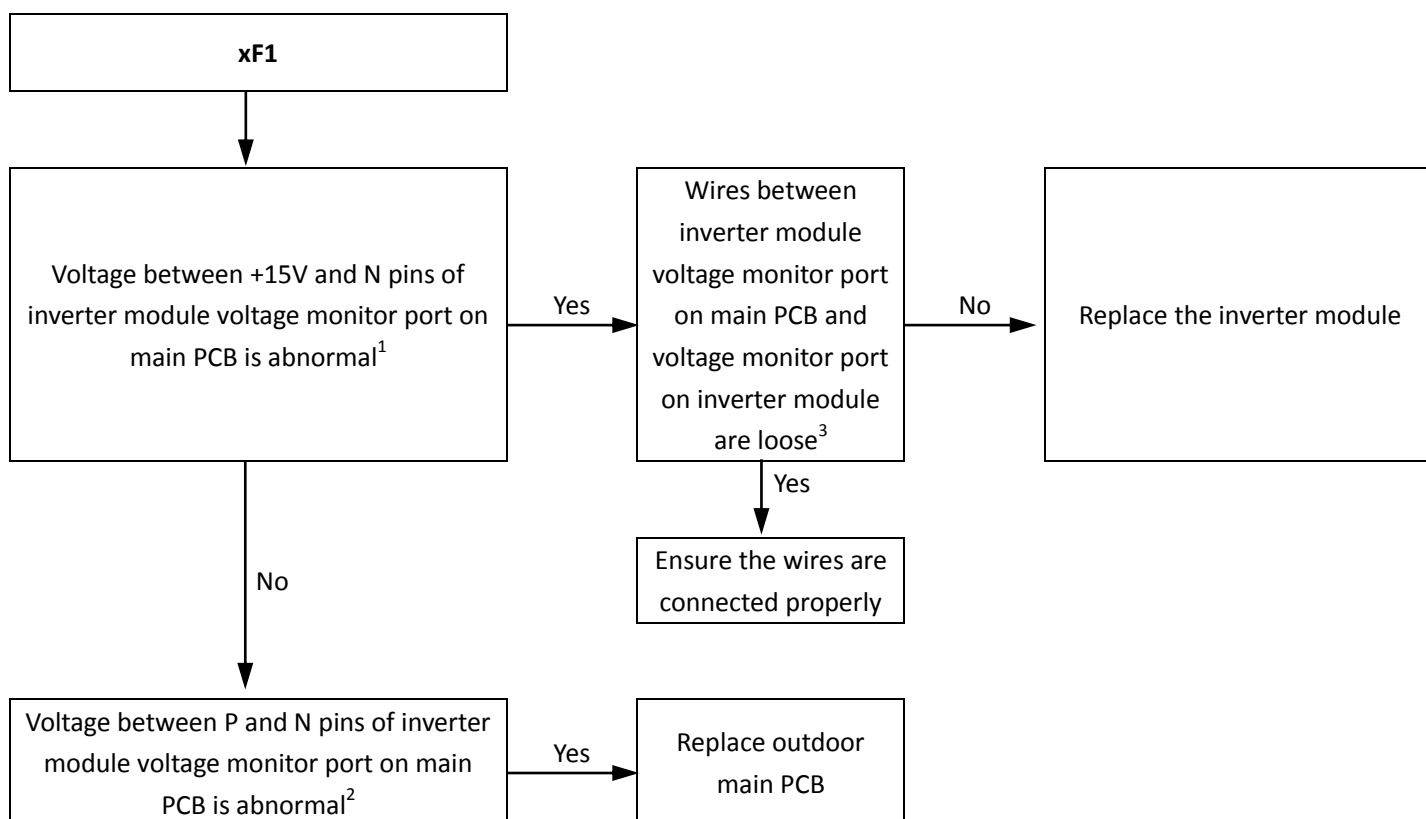 xF1
Voltage between +15V and N pins of
inverter module voltage monitor port on
main PCB is abnormal1
Yes
Wires between
inverter module
voltage monitor port
on main PCB and
voltage monitor port
on inverter module
are loose3
No
Replace the inverter module
Yes
Ensure the wires are
connected properly
No
Voltage between P and N pins of inverter
module voltage monitor port on main
PCB is abnormal2
Yes
Replace outdoor
main PCB